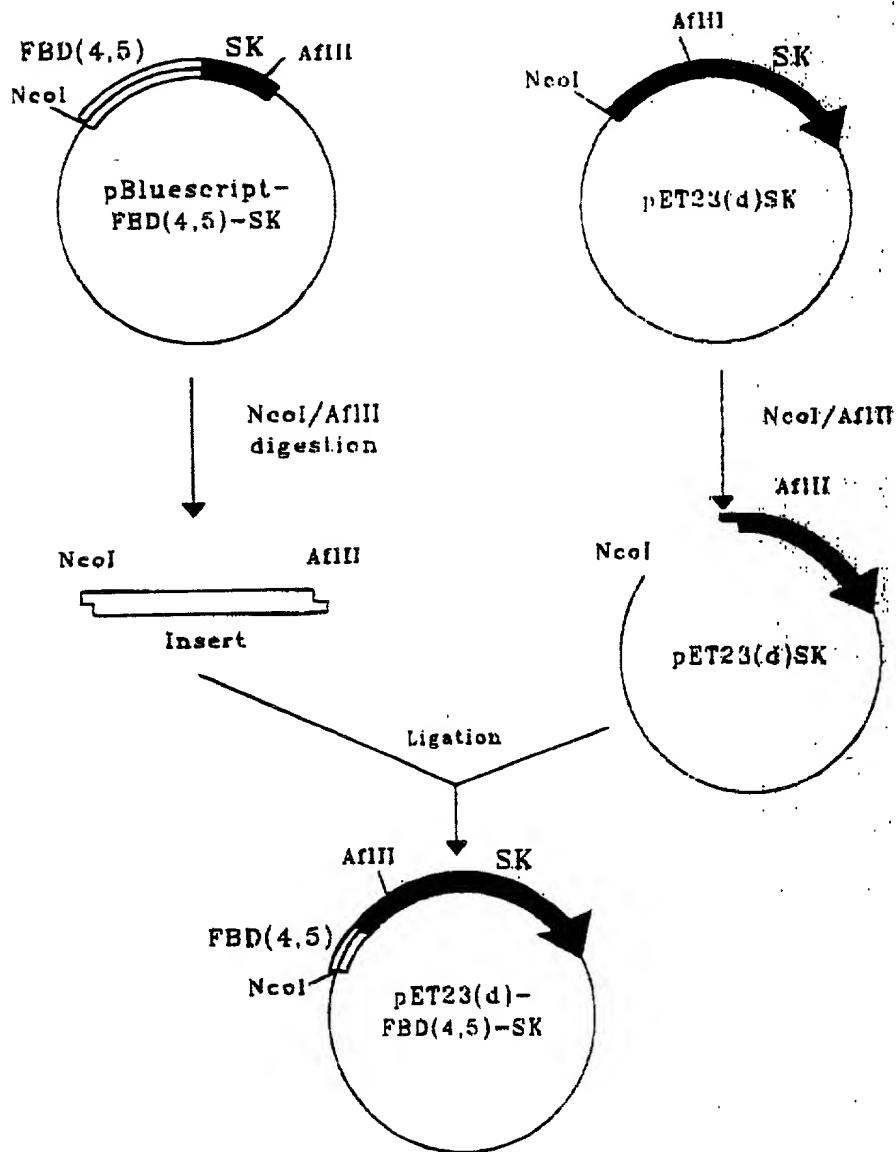 FBD(4,5)
SK
AflII
NcoI
pBluescript-
FBD(4,5)-SK
AflII
SK
NcoI
pET23(d)SK
NcoI/AflII
digestion
NcoI/AflII
NcoI
AflII
Insert
AflII
NcoI
pET23(d)SK
Ligation
AflII
SK
FBD(4,5)
NcoI
pET23(d)-
FBD(4,5)-SK